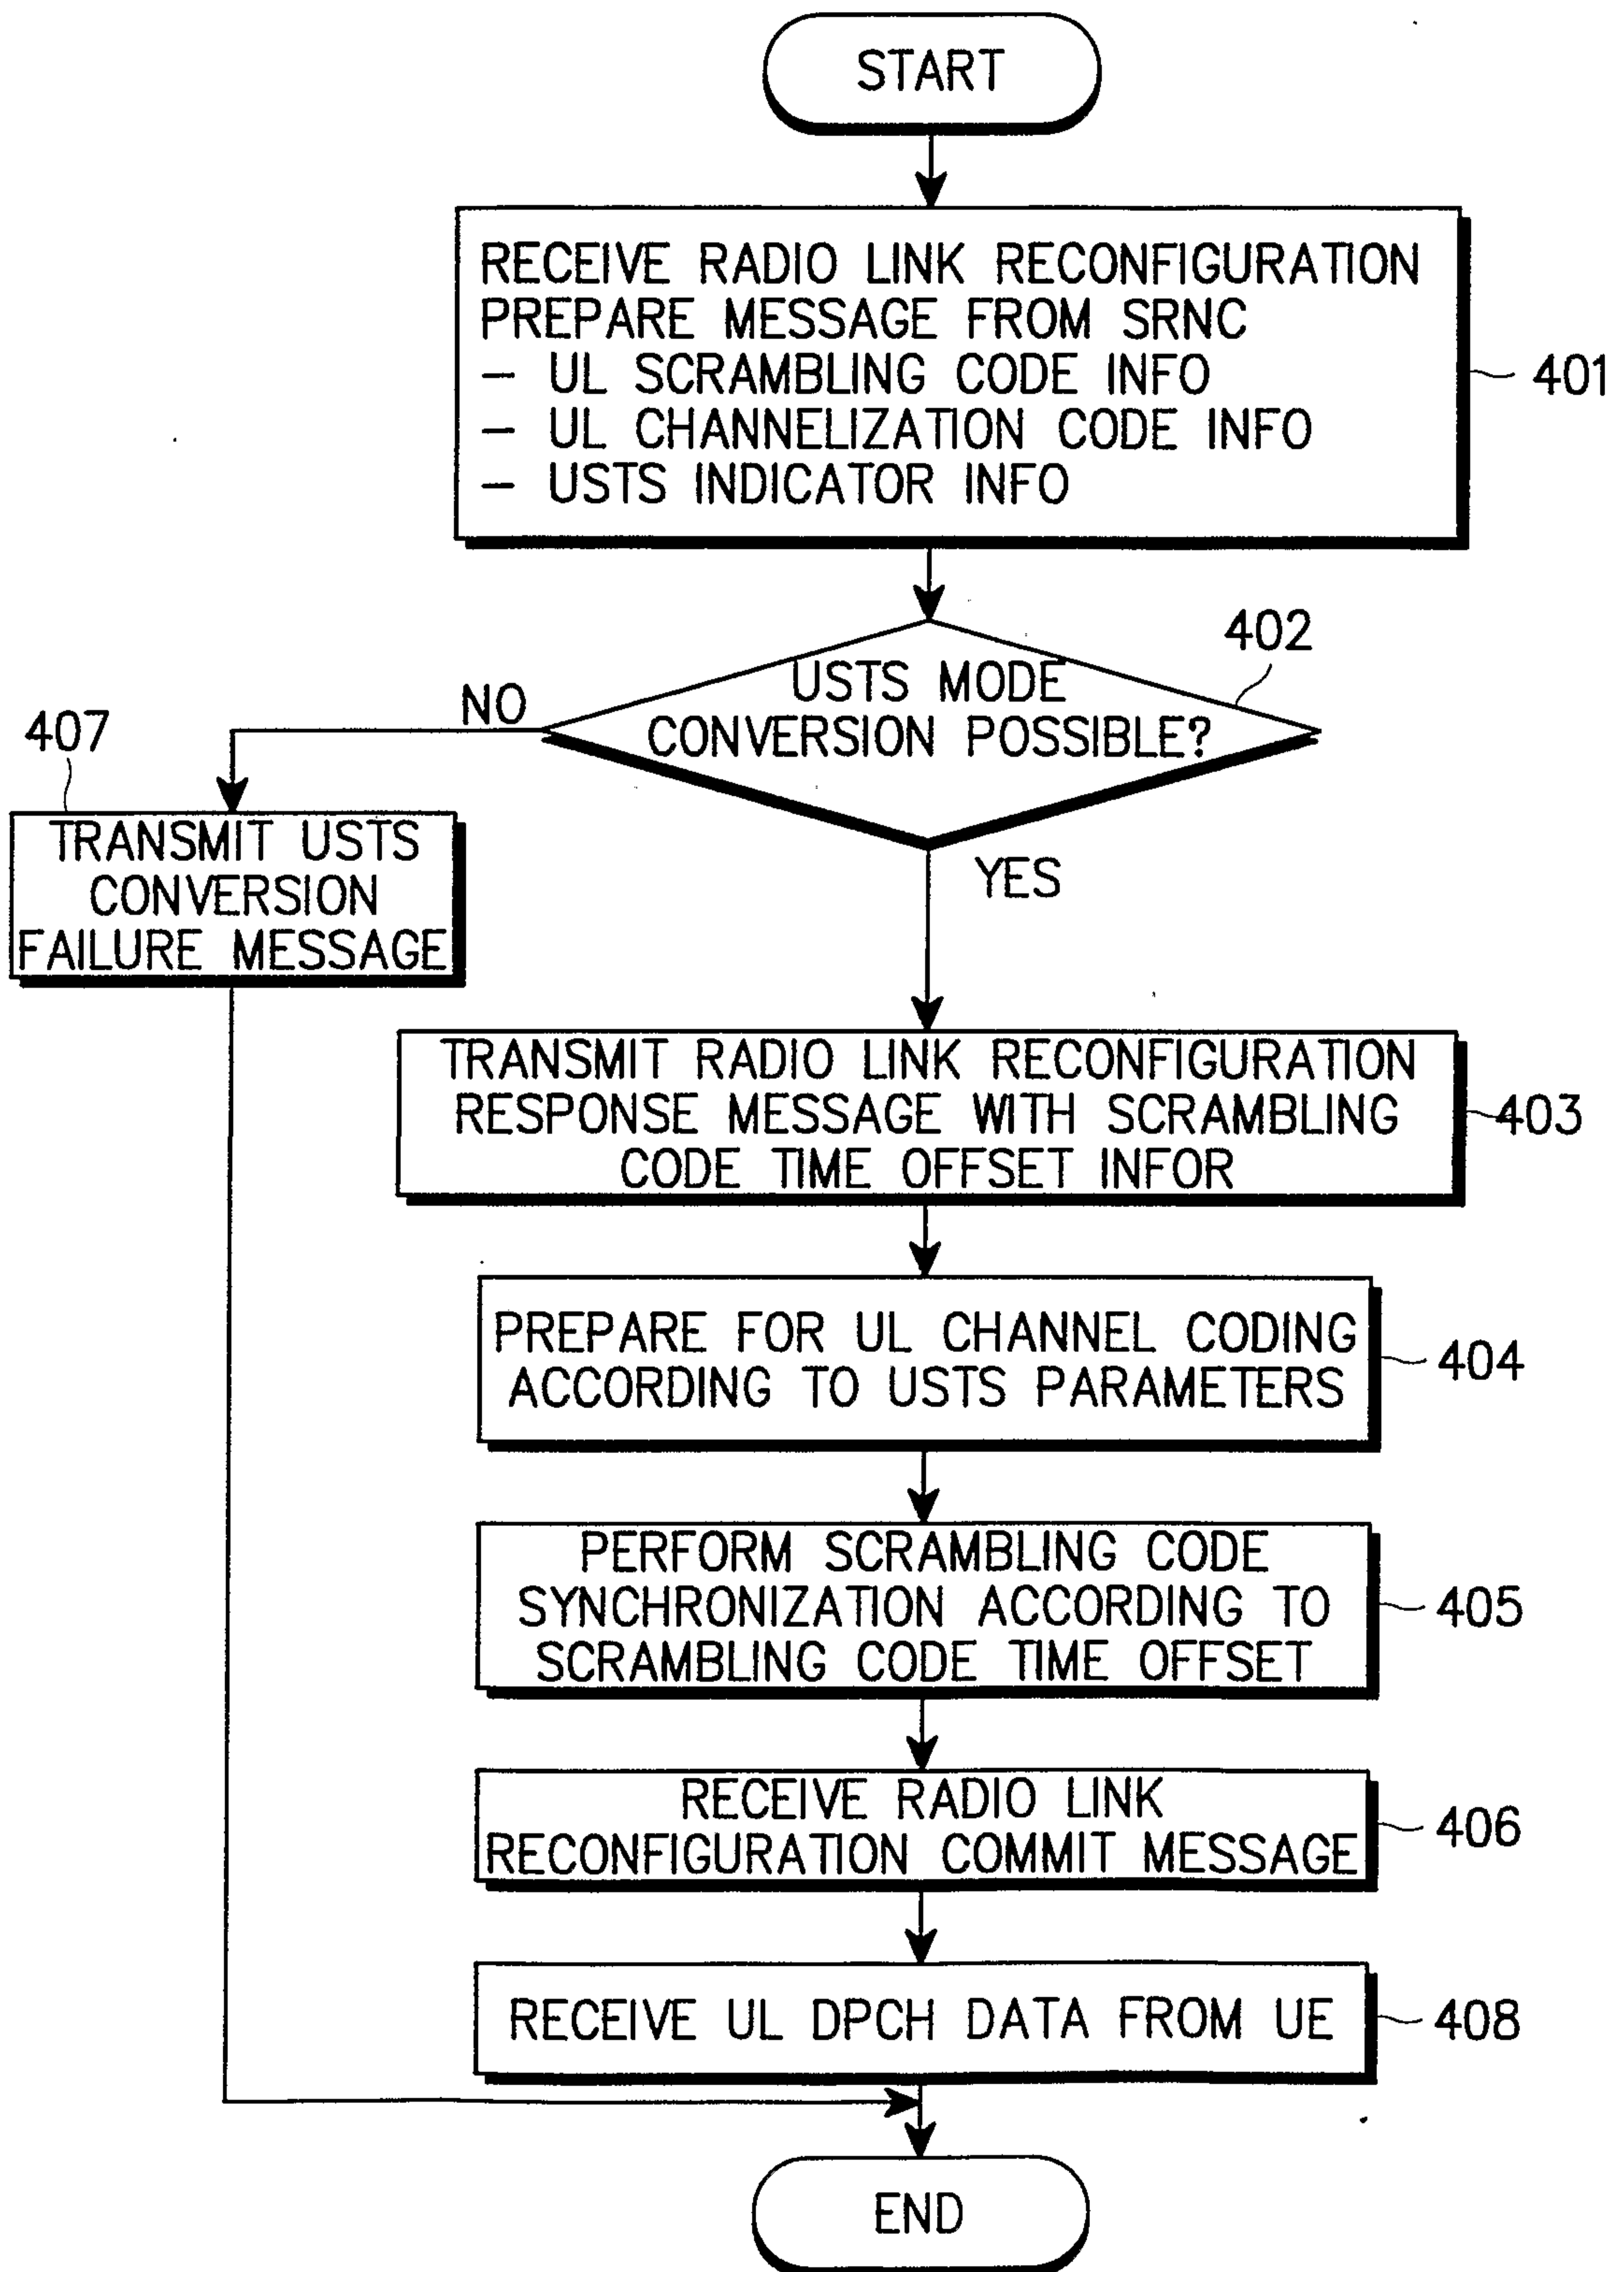 START
RECEIVE RADIO LINK RECONFIGURATION
PREPARE MESSAGE FROM SRNC
- UL SCRAMBLING CODE INFO
- UL CHANNELIZATION CODE INFO
- USTS INDICATOR INFO
401
402
USTS MODE
CONVERSION POSSIBLE?
NO
YES
407
TRANSMIT USTS
CONVERSION
FAILURE MESSAGE
TRANSMIT RADIO LINK RECONFIGURATION
RESPONSE MESSAGE WITH SCRAMBLING
CODE TIME OFFSET INFOR
403
PREPARE FOR UL CHANNEL CODING
ACCORDING TO USTS PARAMETERS
404
PERFORM SCRAMBLING CODE
SYNCHRONIZATION ACCORDING TO
SCRAMBLING CODE TIME OFFSET
405
RECEIVE RADIO LINK
RECONFIGURATION COMMIT MESSAGE
406
RECEIVE UL DPCH DATA FROM UE
408
END